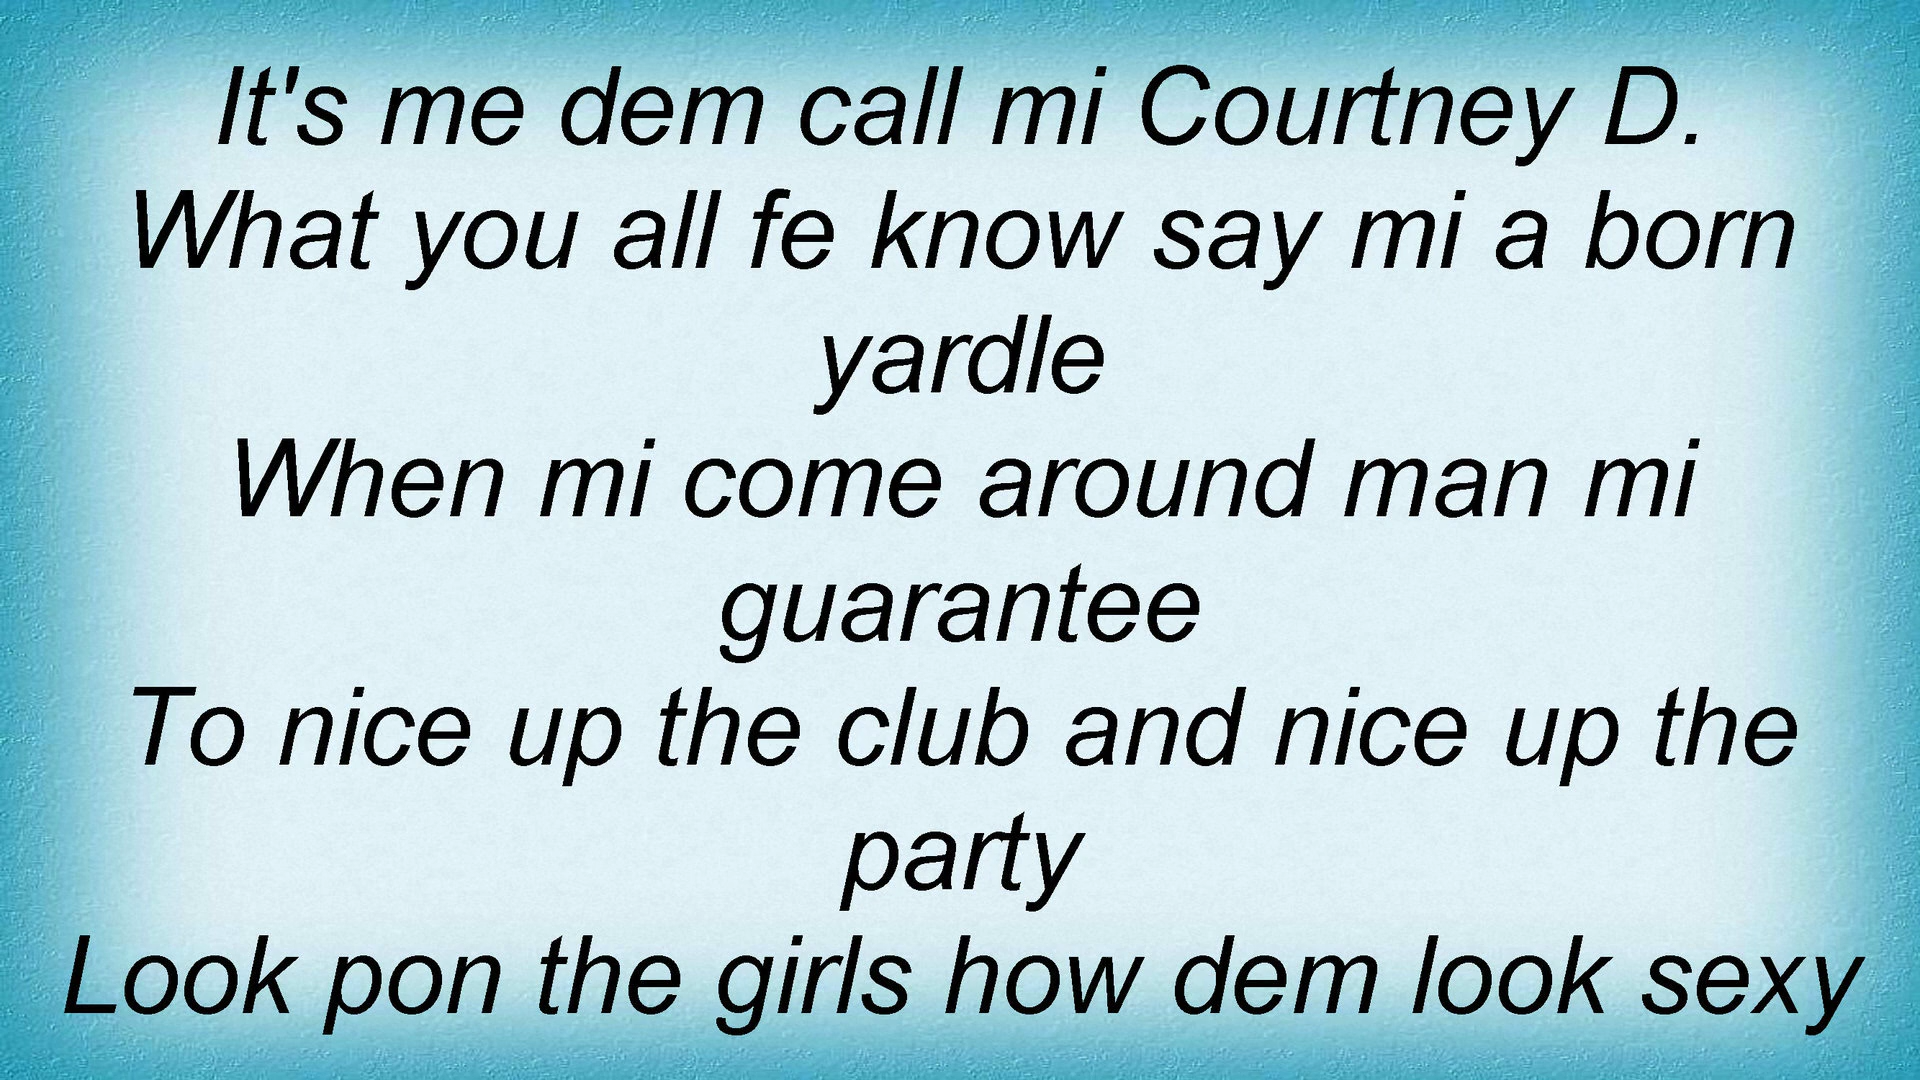 It's me dem call mi Courtney D.
What you all fe know say mi a born
yardle
When mi come around man mi
guarantee
To nice up the club and nice up the
party
Look pon the girls how dem look sexy